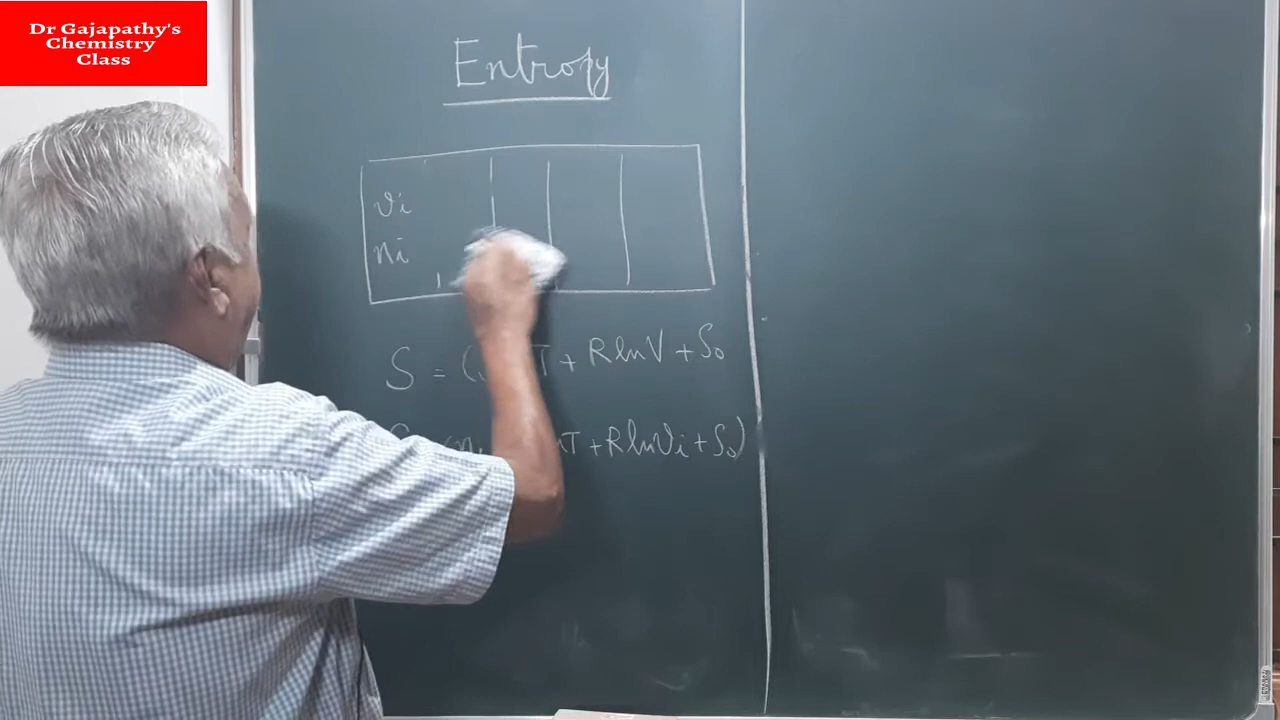 Dr Gajapathy's
Chemistry
Class
Entropy
vi
ni
S = ( T + R ln V + S₀
T + R ln vi + S₀)